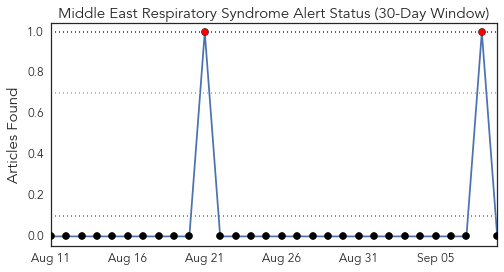 Middle East Respiratory Syndrome Alert Status (30-Day Window)
Articles Found
1.0
0.8
0.6
0.4
0.2
0.0
Aug 11 Aug 16 Aug 21 Aug 26 Aug 31 Sep 05